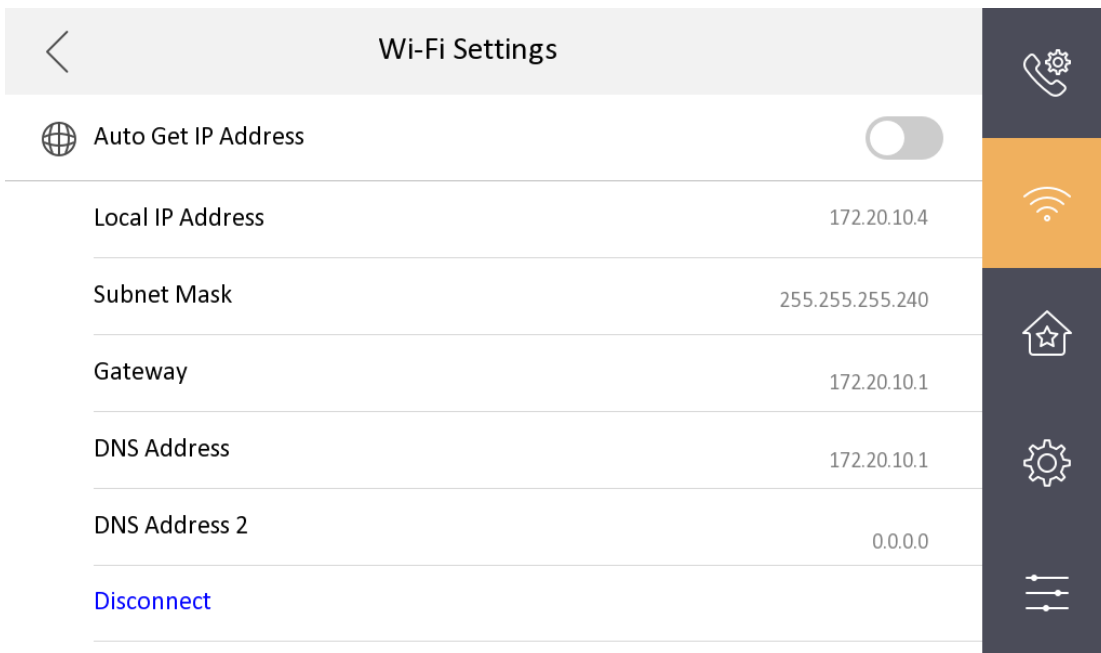 Wi-Fi Settings
Auto Get IP Address
Local IP Address 172.20.10.4
Subnet Mask 255.255.255.240
Gateway 172.20.10.1
DNS Address 172.20.10.1
DNS Address 2 0.0.0.0
Disconnect